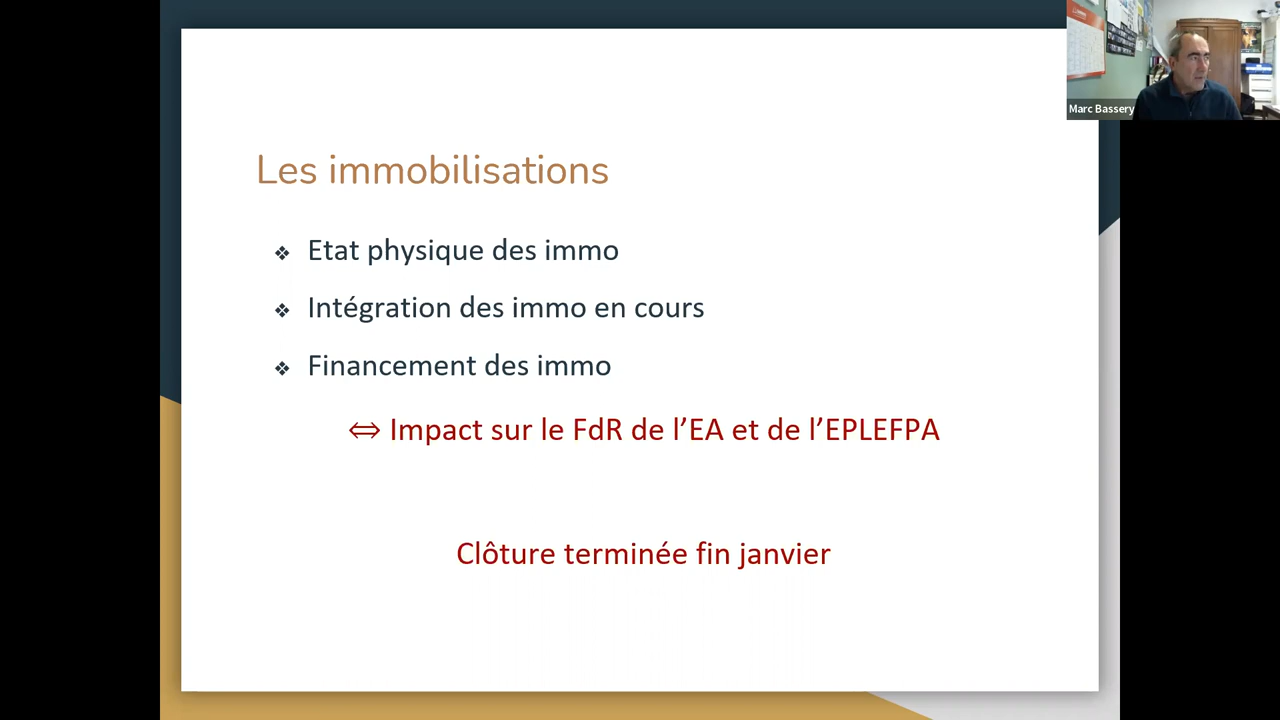 Les immobilisations
❖ Etat physique des immo
❖ Intégration des immo en cours
❖ Financement des immo
⇔ Impact sur le FdR de l’EA et de l’EPLEFPA
Clôture terminée fin janvier
Marc Bassery